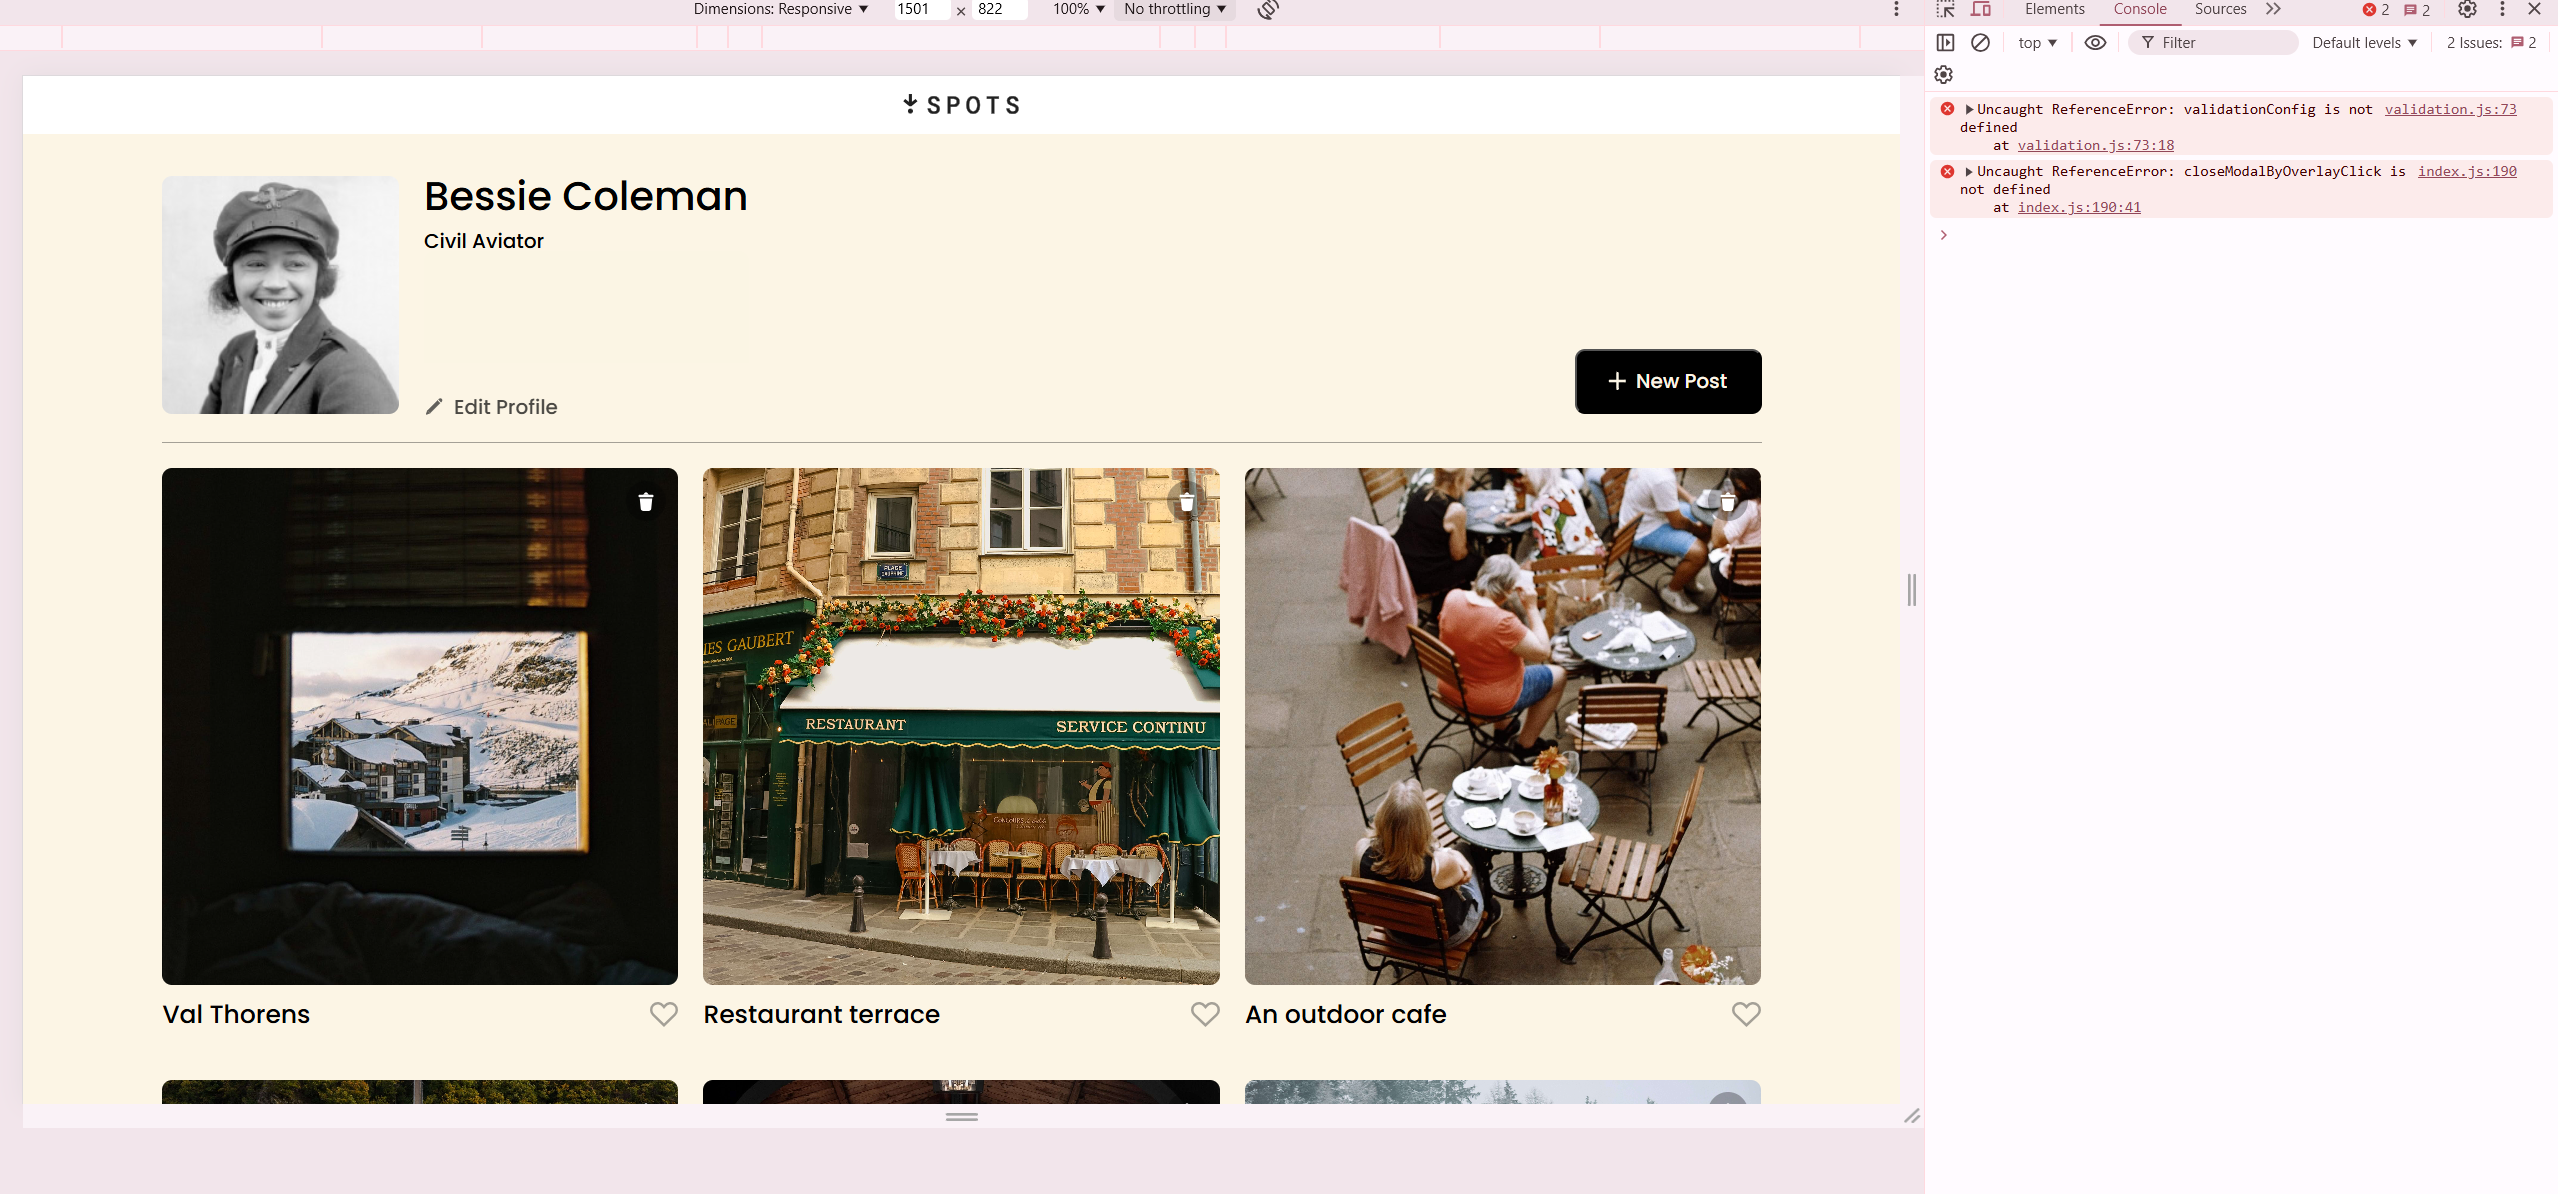 Dimensions: Responsive ▼ 1501 × 822 100% ▼ No throttling ▼
Elements Console Sources 2 2
top ▼ Filter Default levels ▼ 2 Issues: 2
Uncaught ReferenceError: validationConfig is not validation.js:73
defined
at validation.js:73:18
Uncaught ReferenceError: closeModalByOverlayClick is index.js:190
not defined
at index.js:190:41
SPOTS
Bessie Coleman
Civil Aviator
Edit Profile
New Post
PLACE
DAUPHINE
ES GAUBERT
RESTAURANT SERVICE CONTINU
Val Thorens
Restaurant terrace
An outdoor cafe